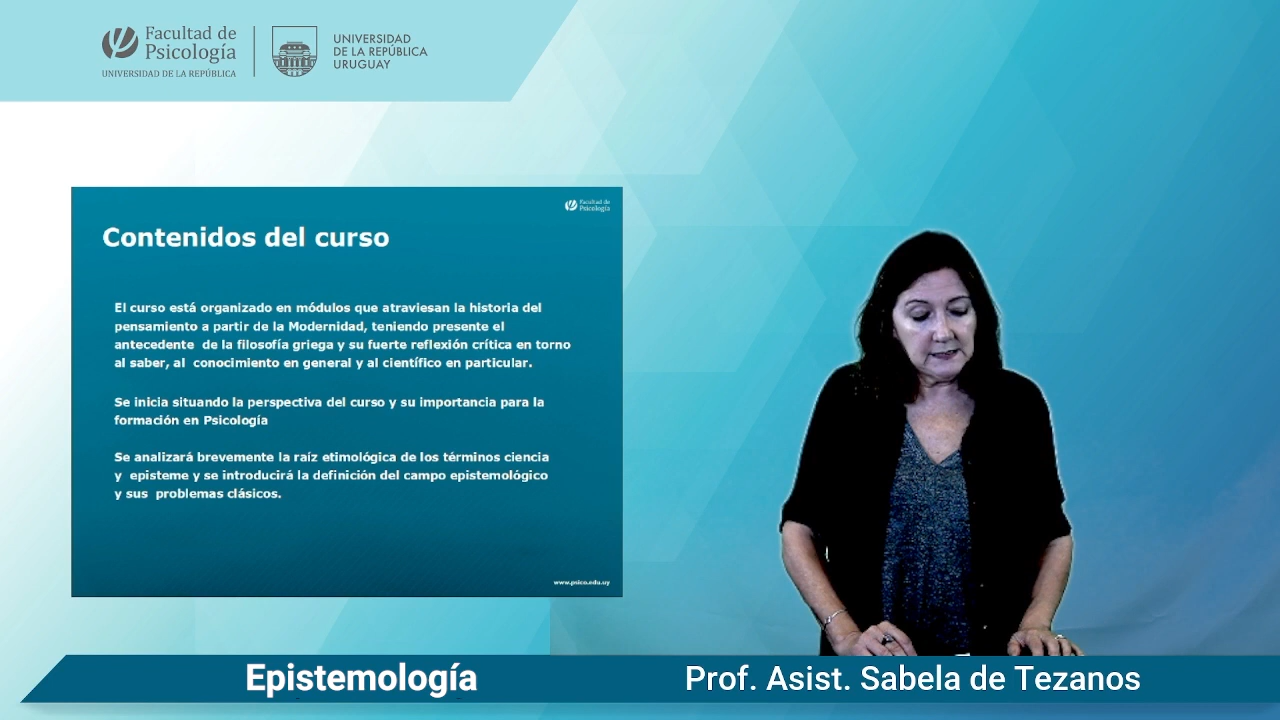 Facultad de
Psicología
UNIVERSIDAD DE LA REPÚBLICA
UNIVERSIDAD
DE LA REPÚBLICA
URUGUAY
Facultad de
Psicología
Contenidos del curso
El curso está organizado en módulos que atraviesan la historia del
pensamiento a partir de la Modernidad, teniendo presente el
antecedente de la filosofía griega y su fuerte reflexión crítica en torno
al saber, al conocimiento en general y al científico en particular.
Se inicia situando la perspectiva del curso y su importancia para la
formación en Psicología
Se analizará brevemente la raíz etimológica de los términos ciencia
y episteme y se introducirá la definición del campo epistemológico
y sus problemas clásicos.
www.psico.edu.uy
Epistemología
Prof. Asist. Sabela de Tezanos